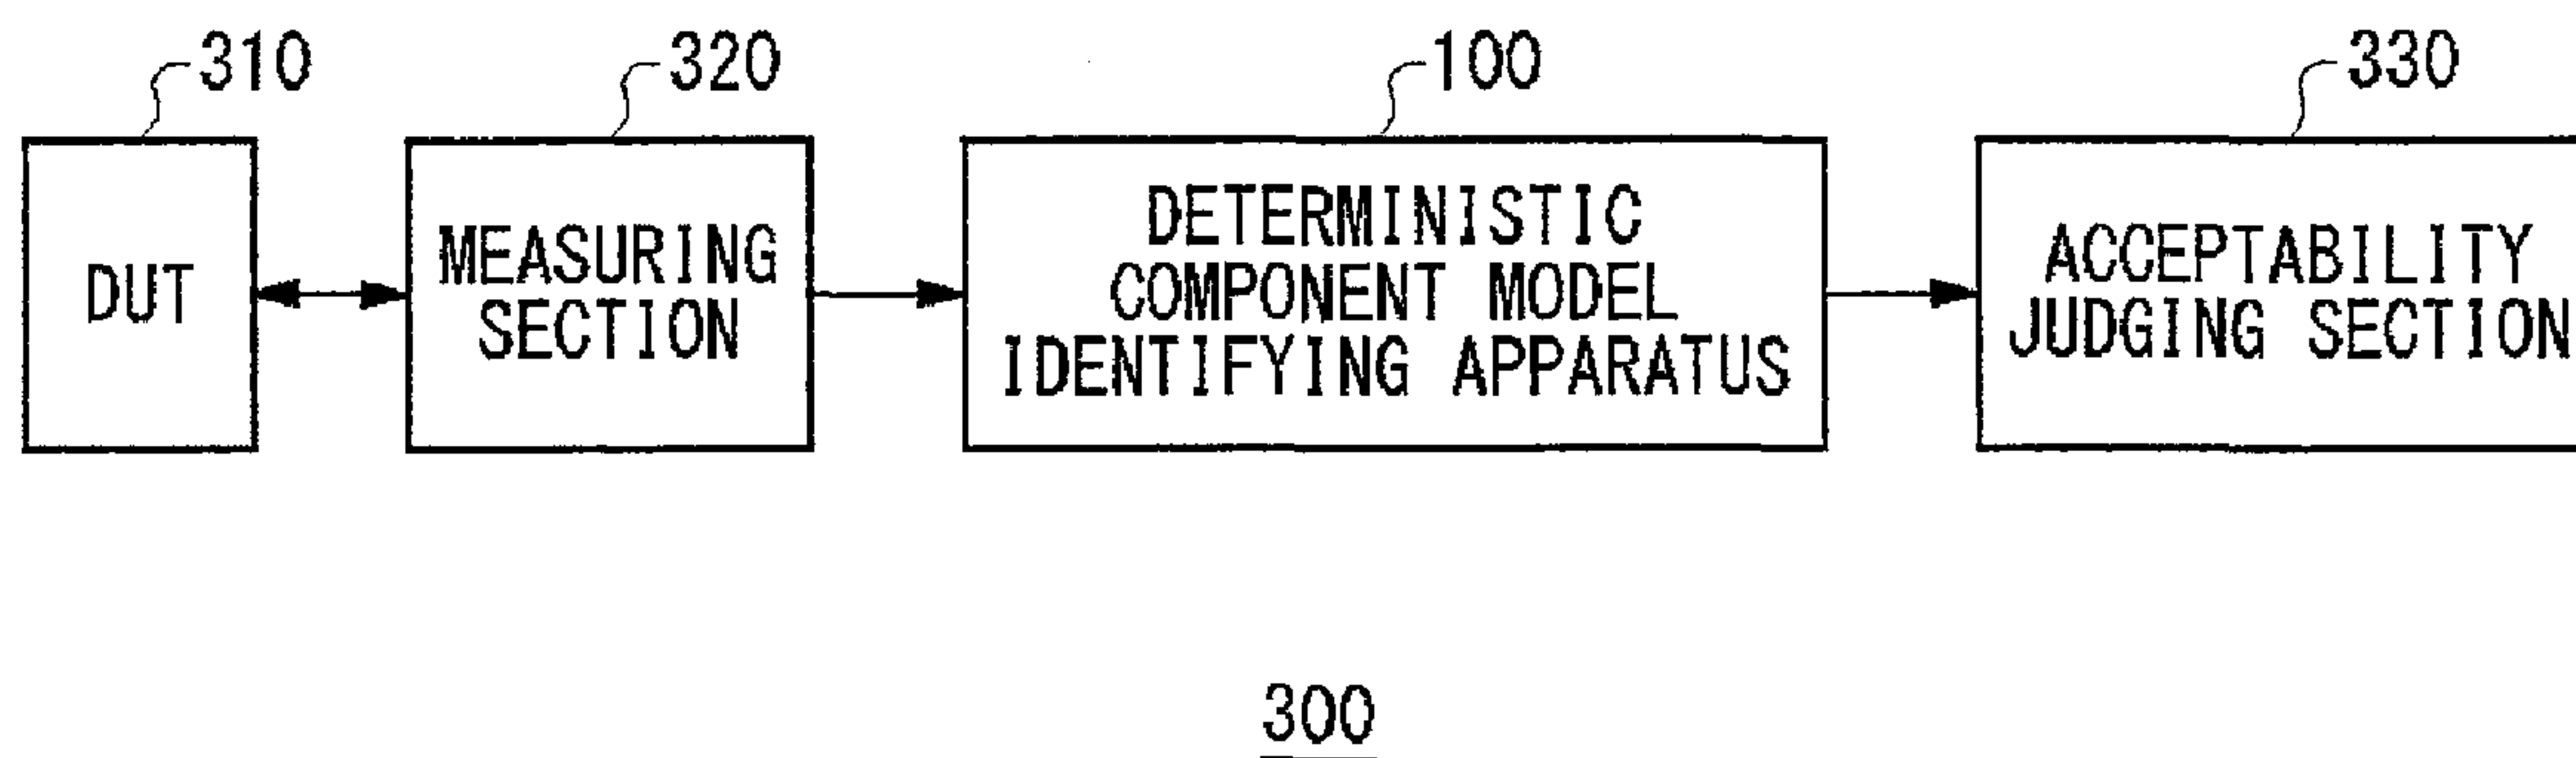 310
320
100
330
DUT
MEASURING
SECTION
DETERMINISTIC
COMPONENT MODEL
IDENTIFYING APPARATUS
ACCEPTABILITY
JUDGING SECTION
300